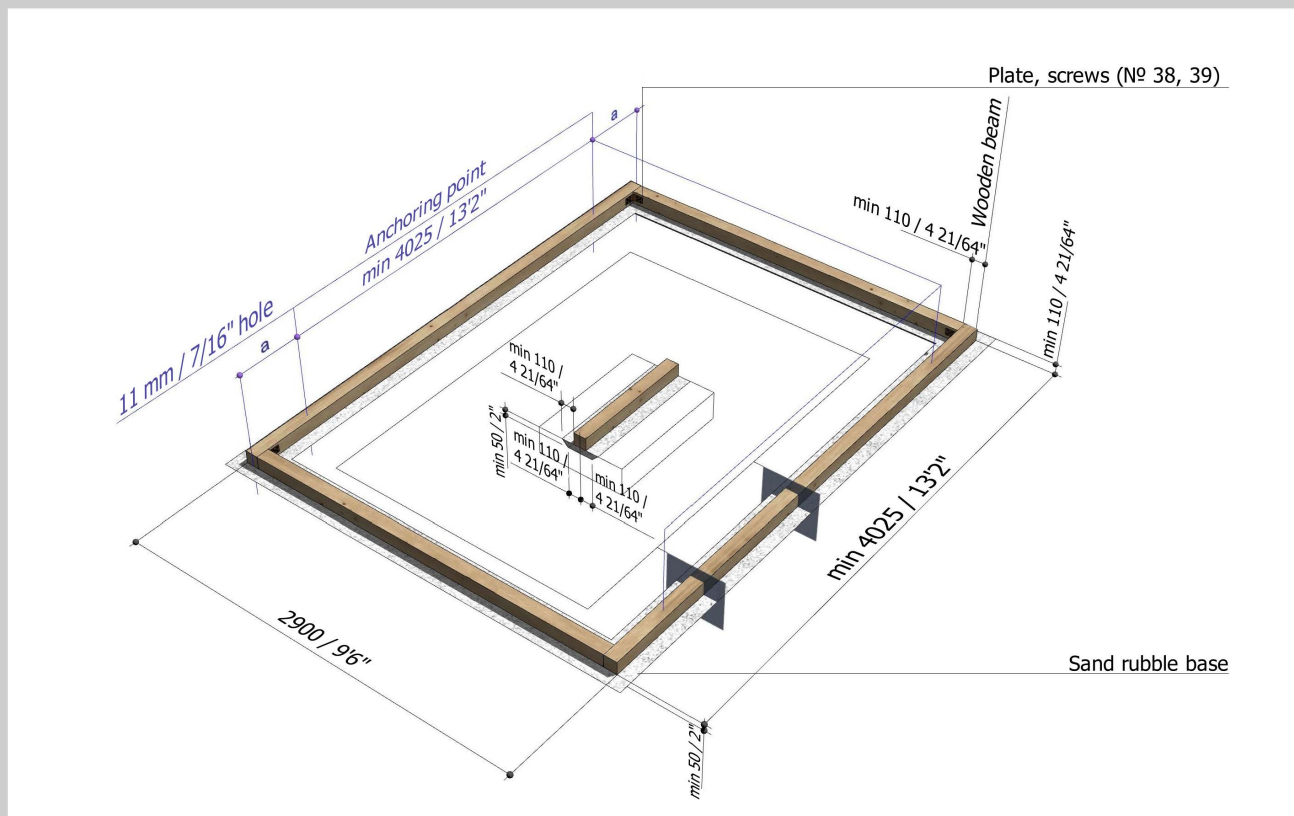 Plate, screws (Nº 38, 39)
Wooden beam
a
Anchoring point
min 4025 / 13'2"
min 110 / 4 21/64"
min 110 / 4 21/64"
11 mm / 7/16" hole
a
min 110 /
4 21/64"
min 50 / 2"
min 110 /
4 21/64"
min 110 /
4 21/64"
min 4025 / 13'2"
2900 / 9'6"
Sand rubble base
min 50 / 2"